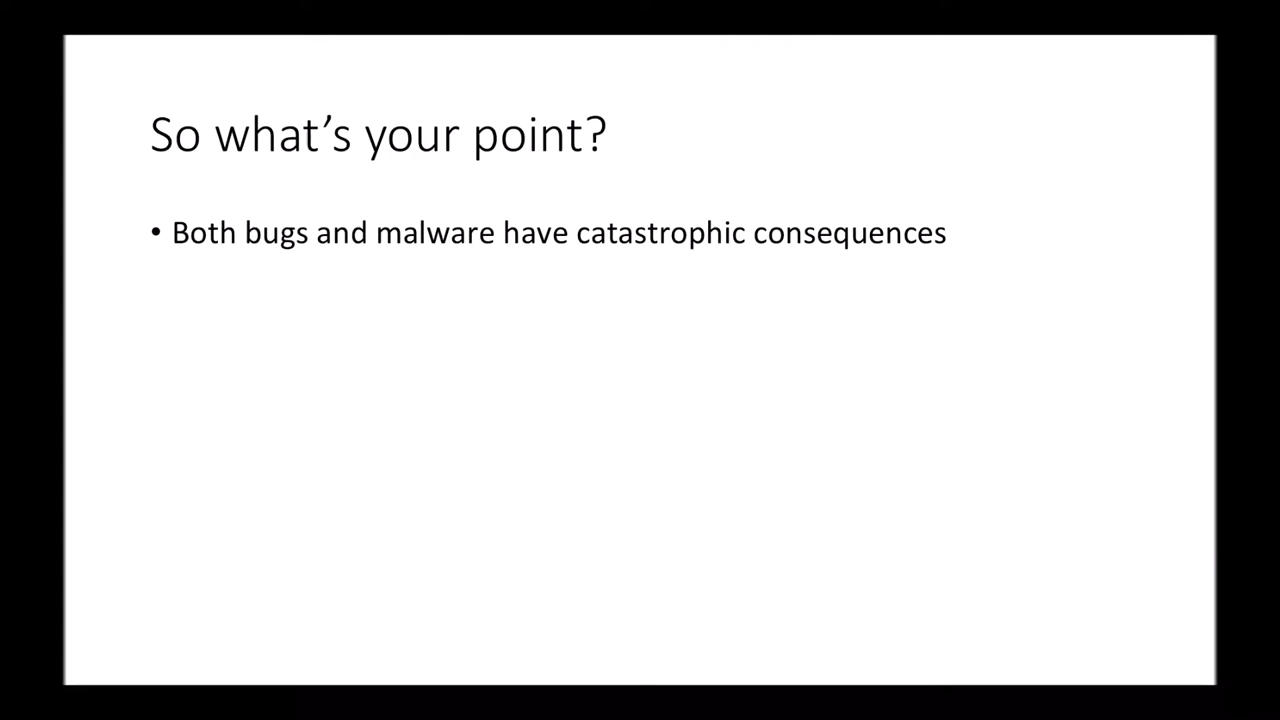 So what’s your point?
• Both bugs and malware have catastrophic consequences